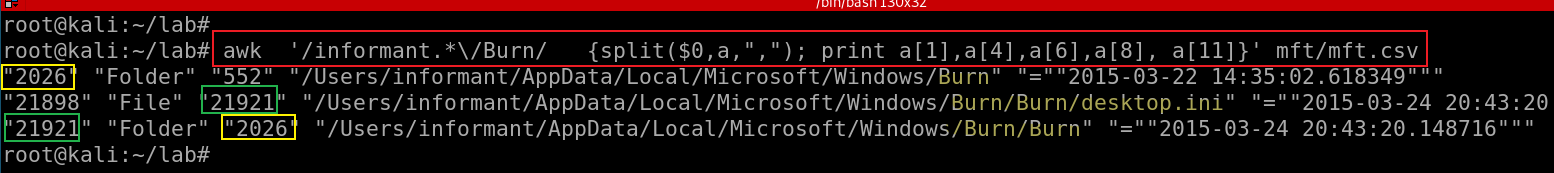 /bin/bash 130x32
root@kali:~/lab#
root@kali:~/lab# awk  '/informant.*\/Burn/   {split($0,a,","); print a[1],a[4],a[6],a[8], a[11]}' mft/mft.csv
"2026" "Folder" "552" "/Users/informant/AppData/Local/Microsoft/Windows/Burn" "=""2015-03-22 14:35:02.618349"""
"21898" "File" "21921" "/Users/informant/AppData/Local/Microsoft/Windows/Burn/Burn/desktop.ini" "=""2015-03-24 20:43:20
"21921" "Folder" "2026" "/Users/informant/AppData/Local/Microsoft/Windows/Burn/Burn" "=""2015-03-24 20:43:20.148716"""
root@kali:~/lab#